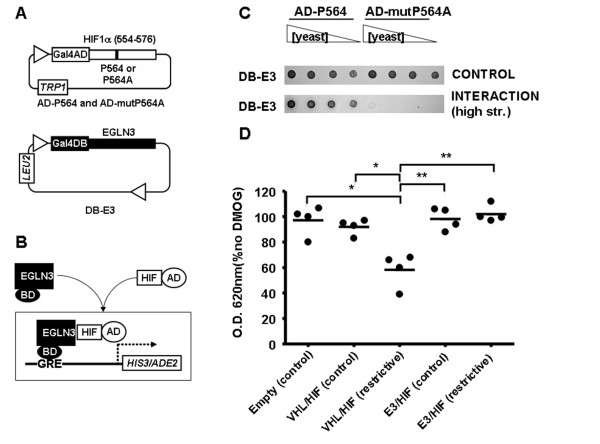 A
HIF1α (554-576)
Gal4AD
P564 or
P564A
TRP1
AD-P564 and AD-mutP564A
EGLN3
Gal4DB
LEU2
DB-E3
B
EGLN3
BD
HIF
AD
EGLN3
HIF
AD
BD
GRE
HIS3/ADE2
C
AD-P564 AD-mutP564A
[yeast] [yeast]
DB-E3 CONTROL
DB-E3 INTERACTION
(high str.)
D
*
**
*
**
O.D. 620nm(%no DMOG)
120
100
80
60
40
20
0
Empty (control)
VHL/HIF (control)
VHL/HIF (restrictive)
E3/HIF (control)
E3/HIF (restrictive)